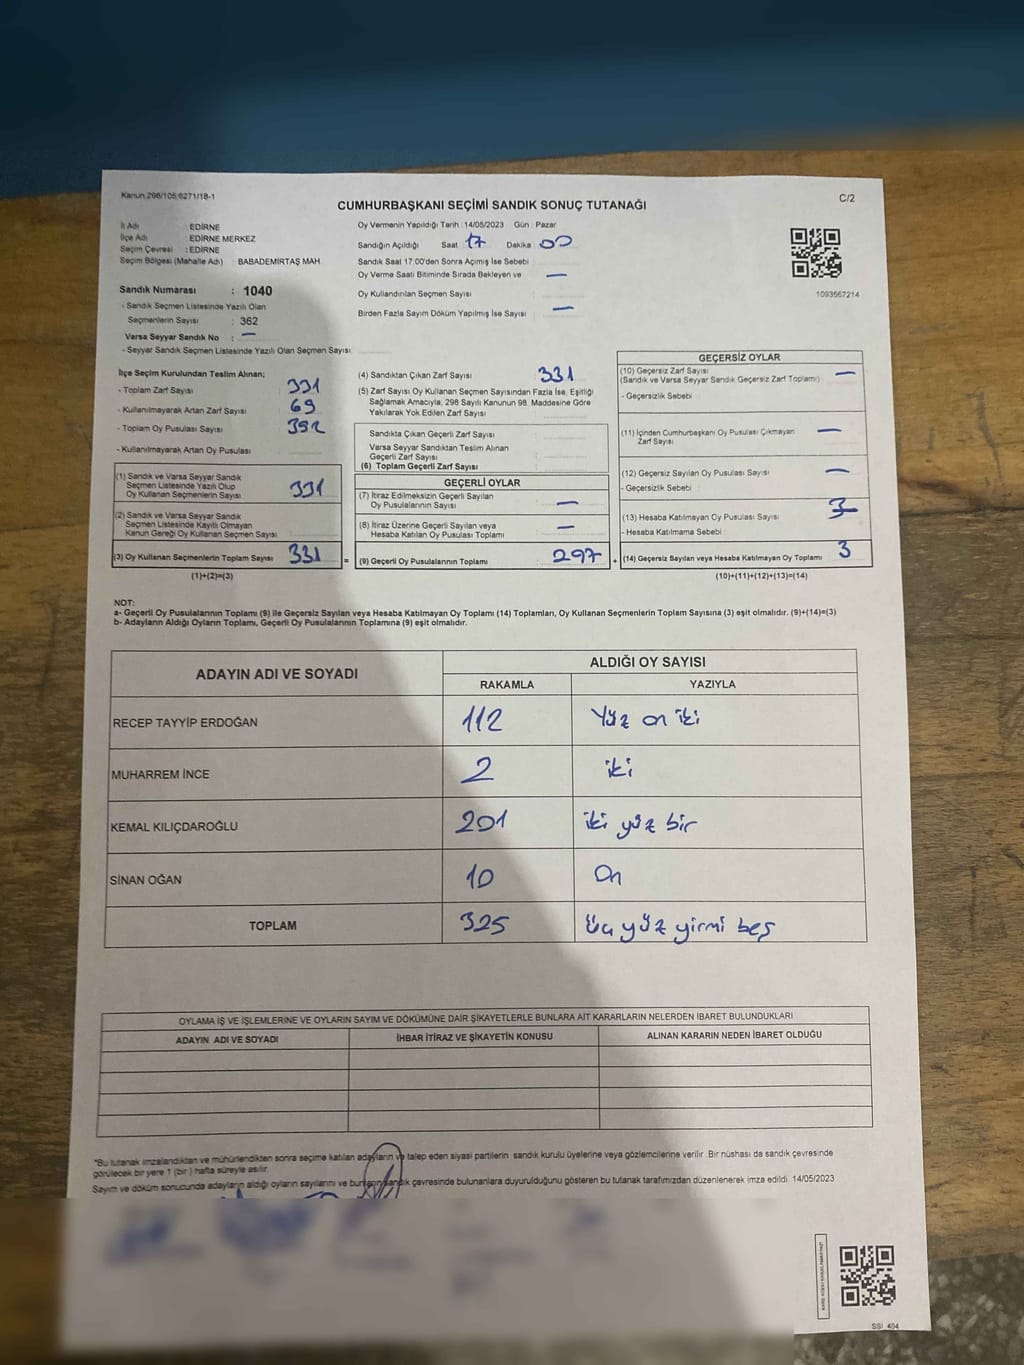 Kanun 298/105,6271/18-1
C/2
CUMHURBAŞKANI SEÇİMİ SANDIK SONUÇ TUTANAĞI
İl Adı : EDİRNE
İlçe Adı : EDİRNE MERKEZ
Seçim Çevresi : EDİRNE
Seçim Bölgesi (Mahalle Adı) : BABADEMİRTAŞ MAH
Sandık Numarası : 1040
- Sandık Seçmen Listesinde Yazılı Olan
Seçmenlerin Sayısı : 362
Varsa Seyyar Sandık No : —
- Seyyar Sandık Seçmen Listesinde Yazılı Olan Seçmen Sayısı
Oy Vermenin Yapıldığı Tarih :14/05/2023 Gün : Pazar
Sandığın Açıldığı Saat 17 Dakika 00
Sandık Saat 17.00'den Sonra Açılmış İse Sebebi
Oy Verme Saati Bitiminde Sırada Bekleyen ve —
Oy Kullandırılan Seçmen Sayısı
Birden Fazla Sayım Döküm Yapılmış İse Sayısı —
1093567214
İlçe Seçim Kurulundan Teslim Alınan;
- Toplam Zarf Sayısı 331
- Kullanılmayarak Artan Zarf Sayısı 69
- Toplam Oy Pusulası Sayısı 392
- Kullanılmayarak Artan Oy Pusulası
(1) Sandık ve Varsa Seyyar Sandık
Seçmen Listesinde Yazılı Olup
Oy Kullanan Seçmenlerin Sayısı 331
(2) Sandık ve Varsa Seyyar Sandık
Seçmen Listesinde Kayıtlı Olmayan
Kanun Gereği Oy Kullanan Seçmen Sayısı
(3) Oy Kullanan Seçmenlerin Toplam Sayısı 331
(1)+(2)=(3)
(4) Sandıktan Çıkan Zarf Sayısı 331
(5) Zarf Sayısı Oy Kullanan Seçmen Sayısından Fazla İse, Eşitliği
Sağlamak Amacıyla, 298 Sayılı Kanunun 98. Maddesine Göre
Yakılarak Yok Edilen Zarf Sayısı
Sandıkta Çıkan Geçerli Zarf Sayısı
Varsa Seyyar Sandıktan Teslim Alınan
Geçerli Zarf Sayısı
(6) Toplam Geçerli Zarf Sayısı
GEÇERLİ OYLAR
(7) İtiraz Edilmeksizin Geçerli Sayılan
Oy Pusulalarının Sayısı —
(8) İtiraz Üzerine Geçerli Sayılan veya
Hesaba Katılan Oy Pusulası Toplamı —
= (9) Geçerli Oy Pusulalarının Toplamı 297
GEÇERSİZ OYLAR
(10) Geçersiz Zarf Sayısı —
(Sandık ve Varsa Seyyar Sandık Geçersiz Zarf Toplamı)
- Geçersizlik Sebebi
(11) İçinden Cumhurbaşkanı Oy Pusulası Çıkmayan —
Zarf Sayısı
(12) Geçersiz Sayılan Oy Pusulası Sayısı —
- Geçersizlik Sebebi
(13) Hesaba Katılmayan Oy Pusulası Sayısı 3
- Hesaba Katılmama Sebebi
+ (14) Geçersiz Sayılan veya Hesaba Katılmayan Oy Toplamı 3
(10)+(11)+(12)+(13)=(14)
NOT:
a- Geçerli Oy Pusulalarının Toplamı (9) ile Geçersiz Sayılan veya Hesaba Katılmayan Oy Toplamı (14) Toplamları, Oy Kullanan Seçmenlerin Toplam Sayısına (3) eşit olmalıdır. (9)+(14)=(3)
b- Adayların Aldığı Oyların Toplamı, Geçerli Oy Pusulalarının Toplamına (9) eşit olmalıdır.
ADAYIN ADI VE SOYADI
ALDIĞI OY SAYISI
RAKAMLA YAZIYLA
RECEP TAYYİP ERDOĞAN 112 Yüz on iki
MUHARREM İNCE 2 iki
KEMAL KILIÇDAROĞLU 201 iki yüz bir
SİNAN OĞAN 10 On
TOPLAM 325 Üç yüz yirmi beş
OYLAMA İŞ VE İŞLEMLERİNE VE OYLARIN SAYIM VE DÖKÜMÜNE DAİR ŞİKAYETLERLE BUNLARA AİT KARARLARIN NELERDEN İBARET BULUNDUKLARI
ADAYIN ADI VE SOYADI İHBAR İTİRAZ VE ŞİKAYETİN KONUSU ALINAN KARARIN NEDEN İBARET OLDUĞU
*Bu tutanak imzalandıktan ve mühürlendikten sonra seçime katılan adayların ve talep eden siyasi partilerin sandık kurulu üyelerine veya gözlemcilerine verilir. Bir nüshası da sandık çevresinde
görülecek bir yere 1 (bir ) hafta süreyle asılır.
Sayım ve döküm sonucunda adayların aldığı oyların sayılarını ve sandık çevresinde bulunanlara duyurulduğunu gösteren bu tutanak tarafımızdan düzenlenerek imza edildi. 14/05/2023
SSİ 404